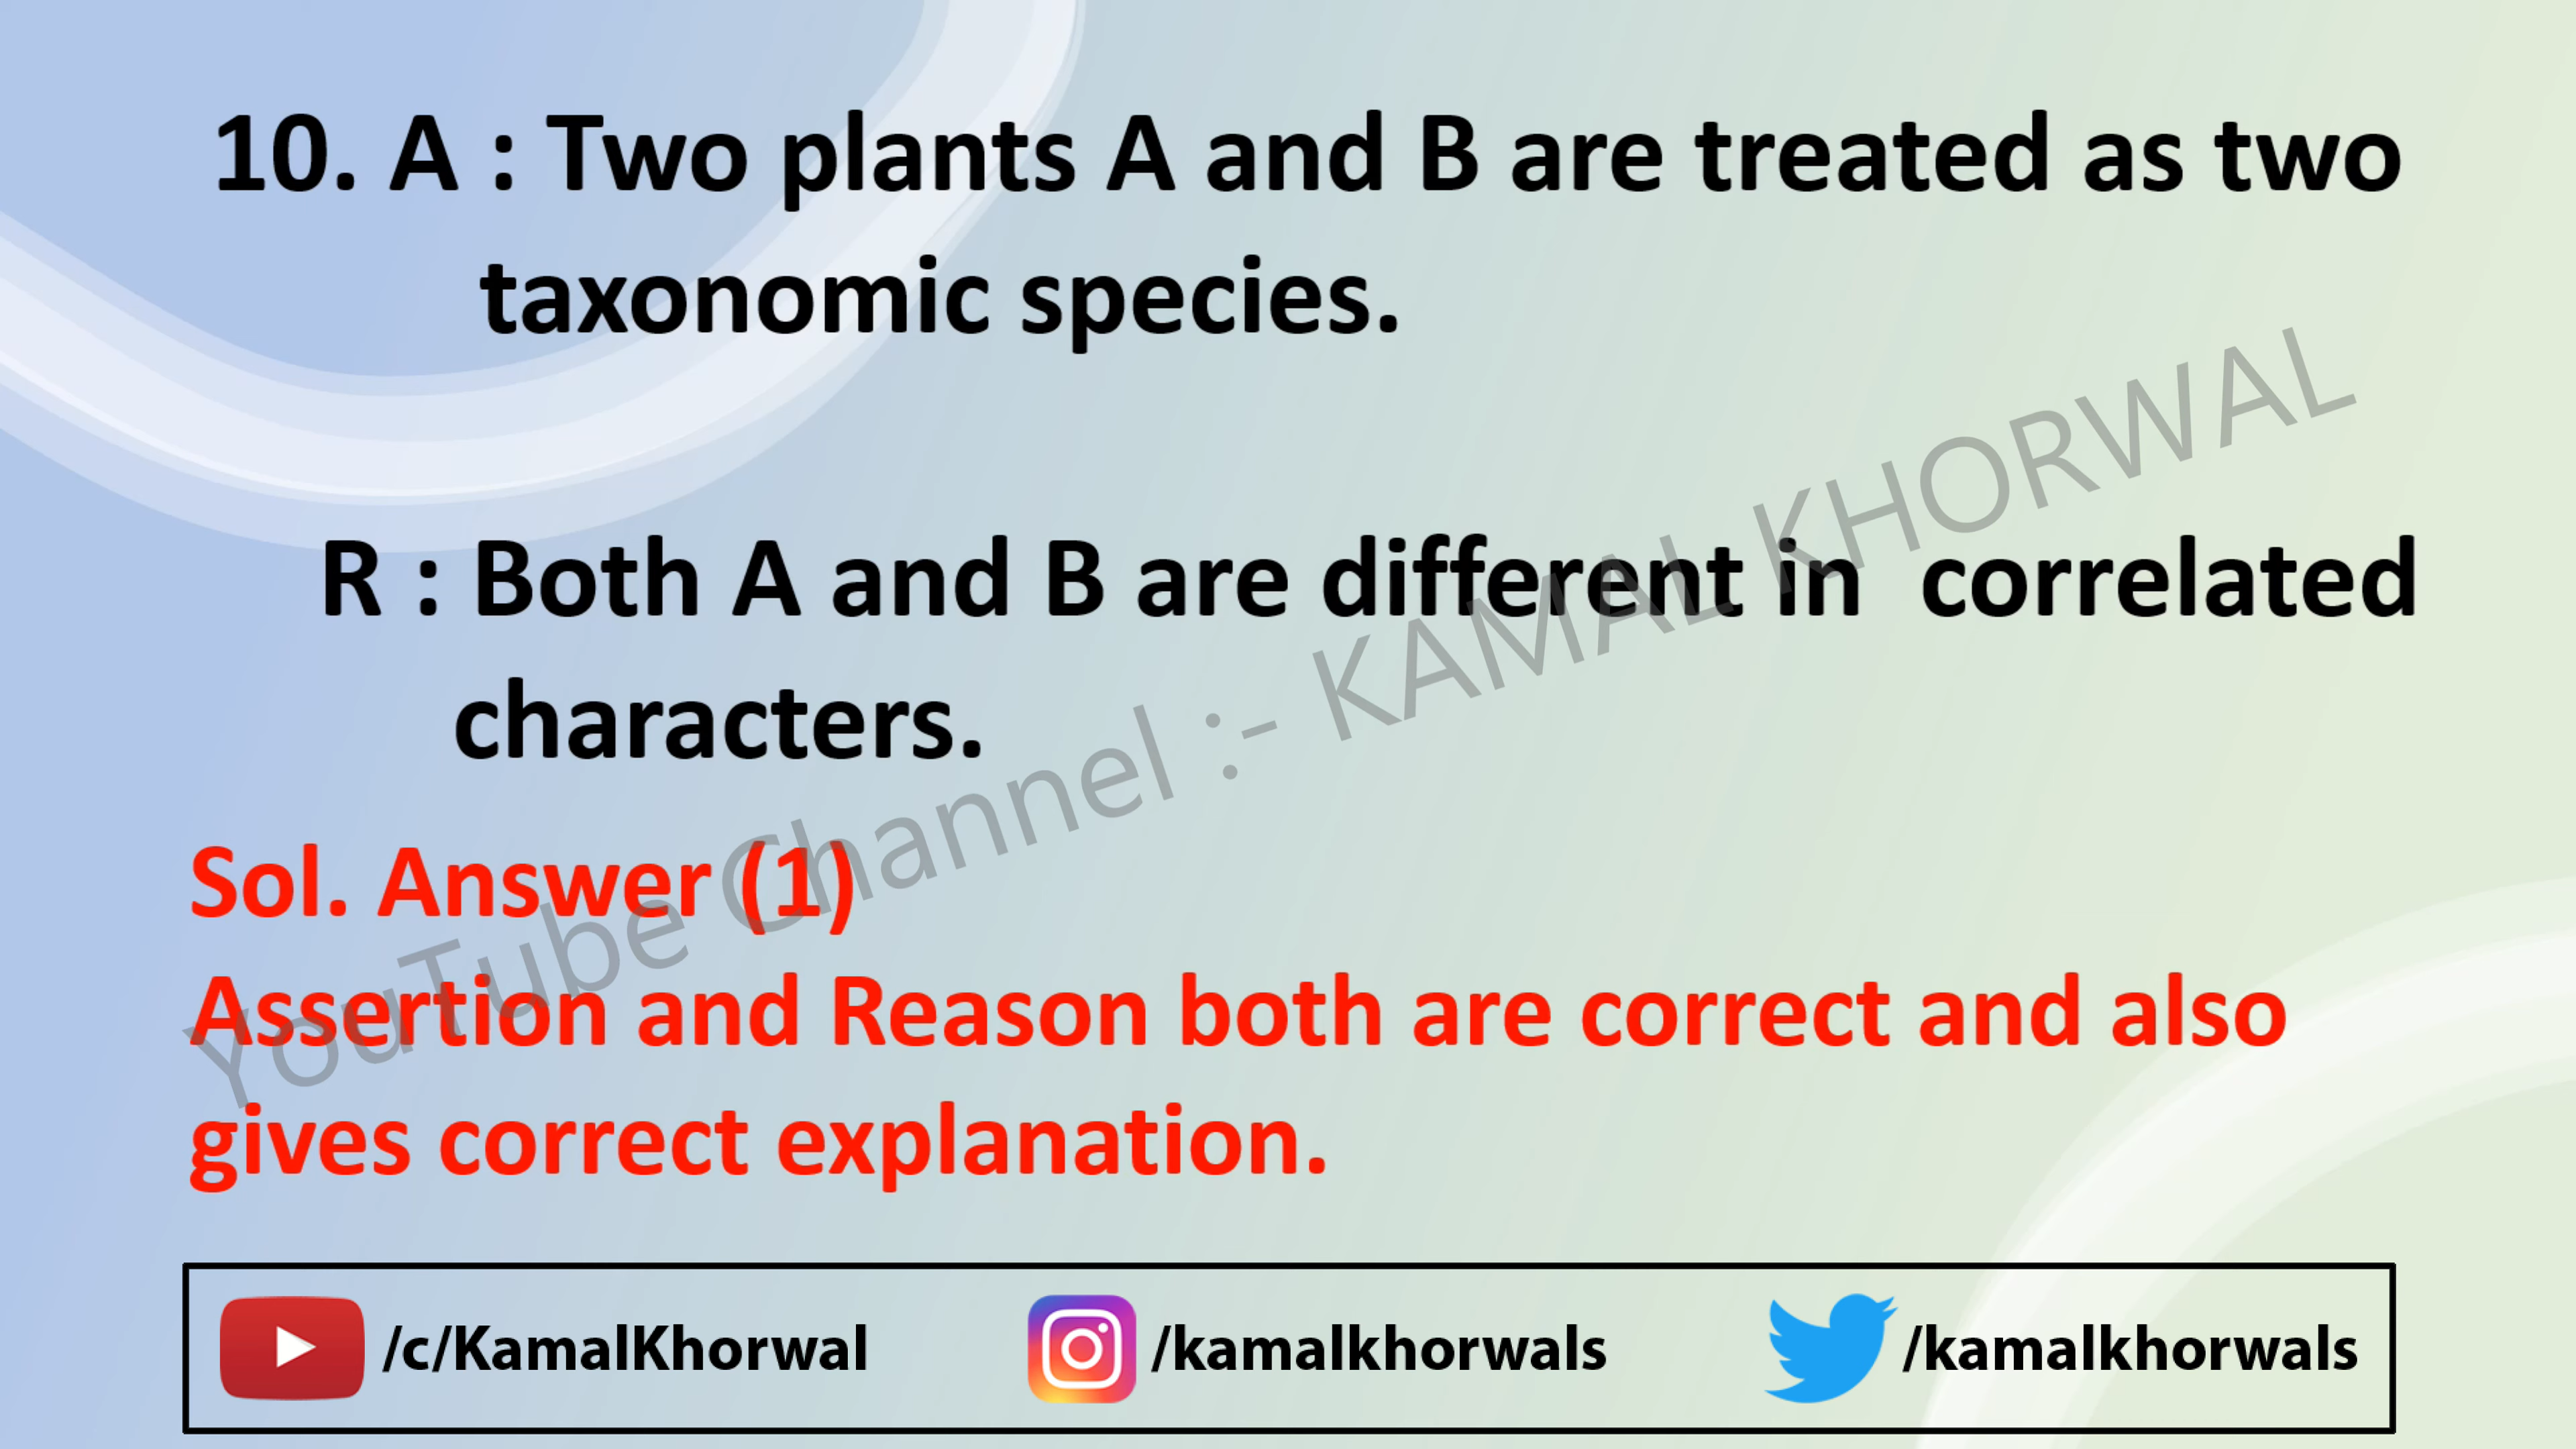 10. A : Two plants A and B are treated as two
taxonomic species.
R : Both A and B are different in correlated
characters.
Sol. Answer (1)
Assertion and Reason both are correct and also
gives correct explanation.
YouTube Channel :- KAMAL KHORWAL
/c/KamalKhorwal /kamalkhorwals /kamalkhorwals